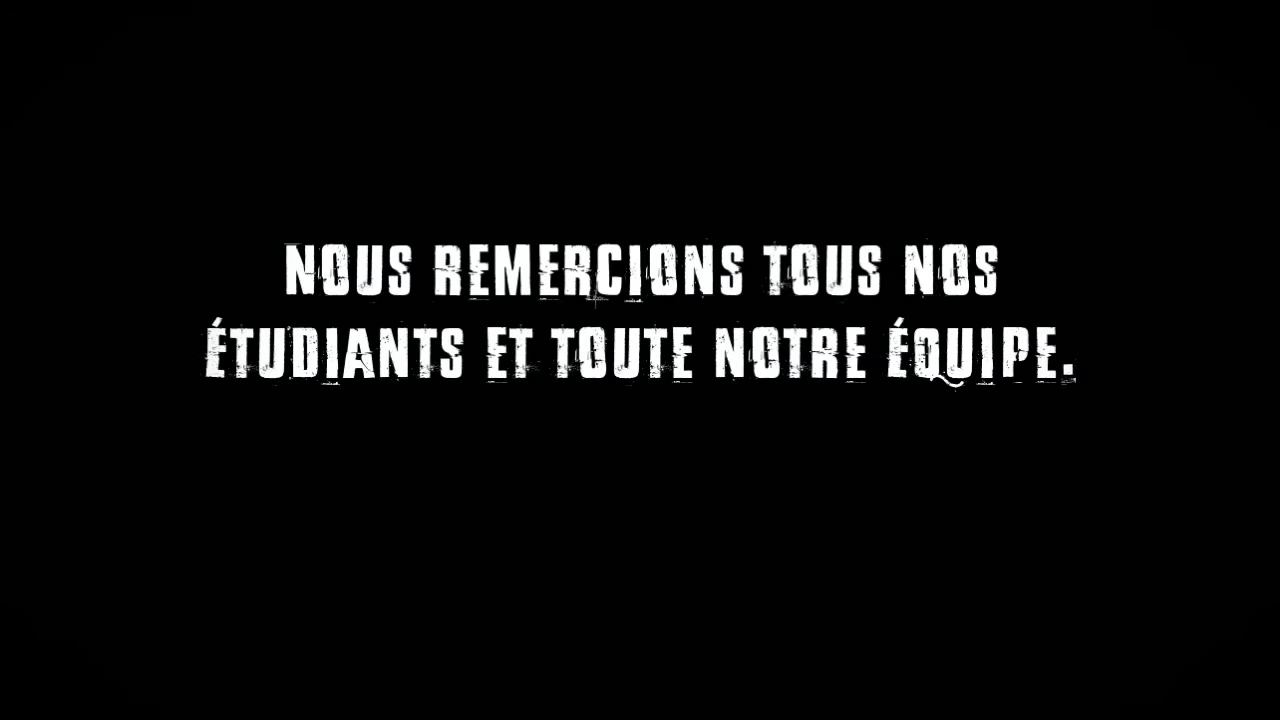 NOUS REMERCIONS TOUS NOS
ÉTUDIANTS ET TOUTE NOTRE ÉQUIPE.